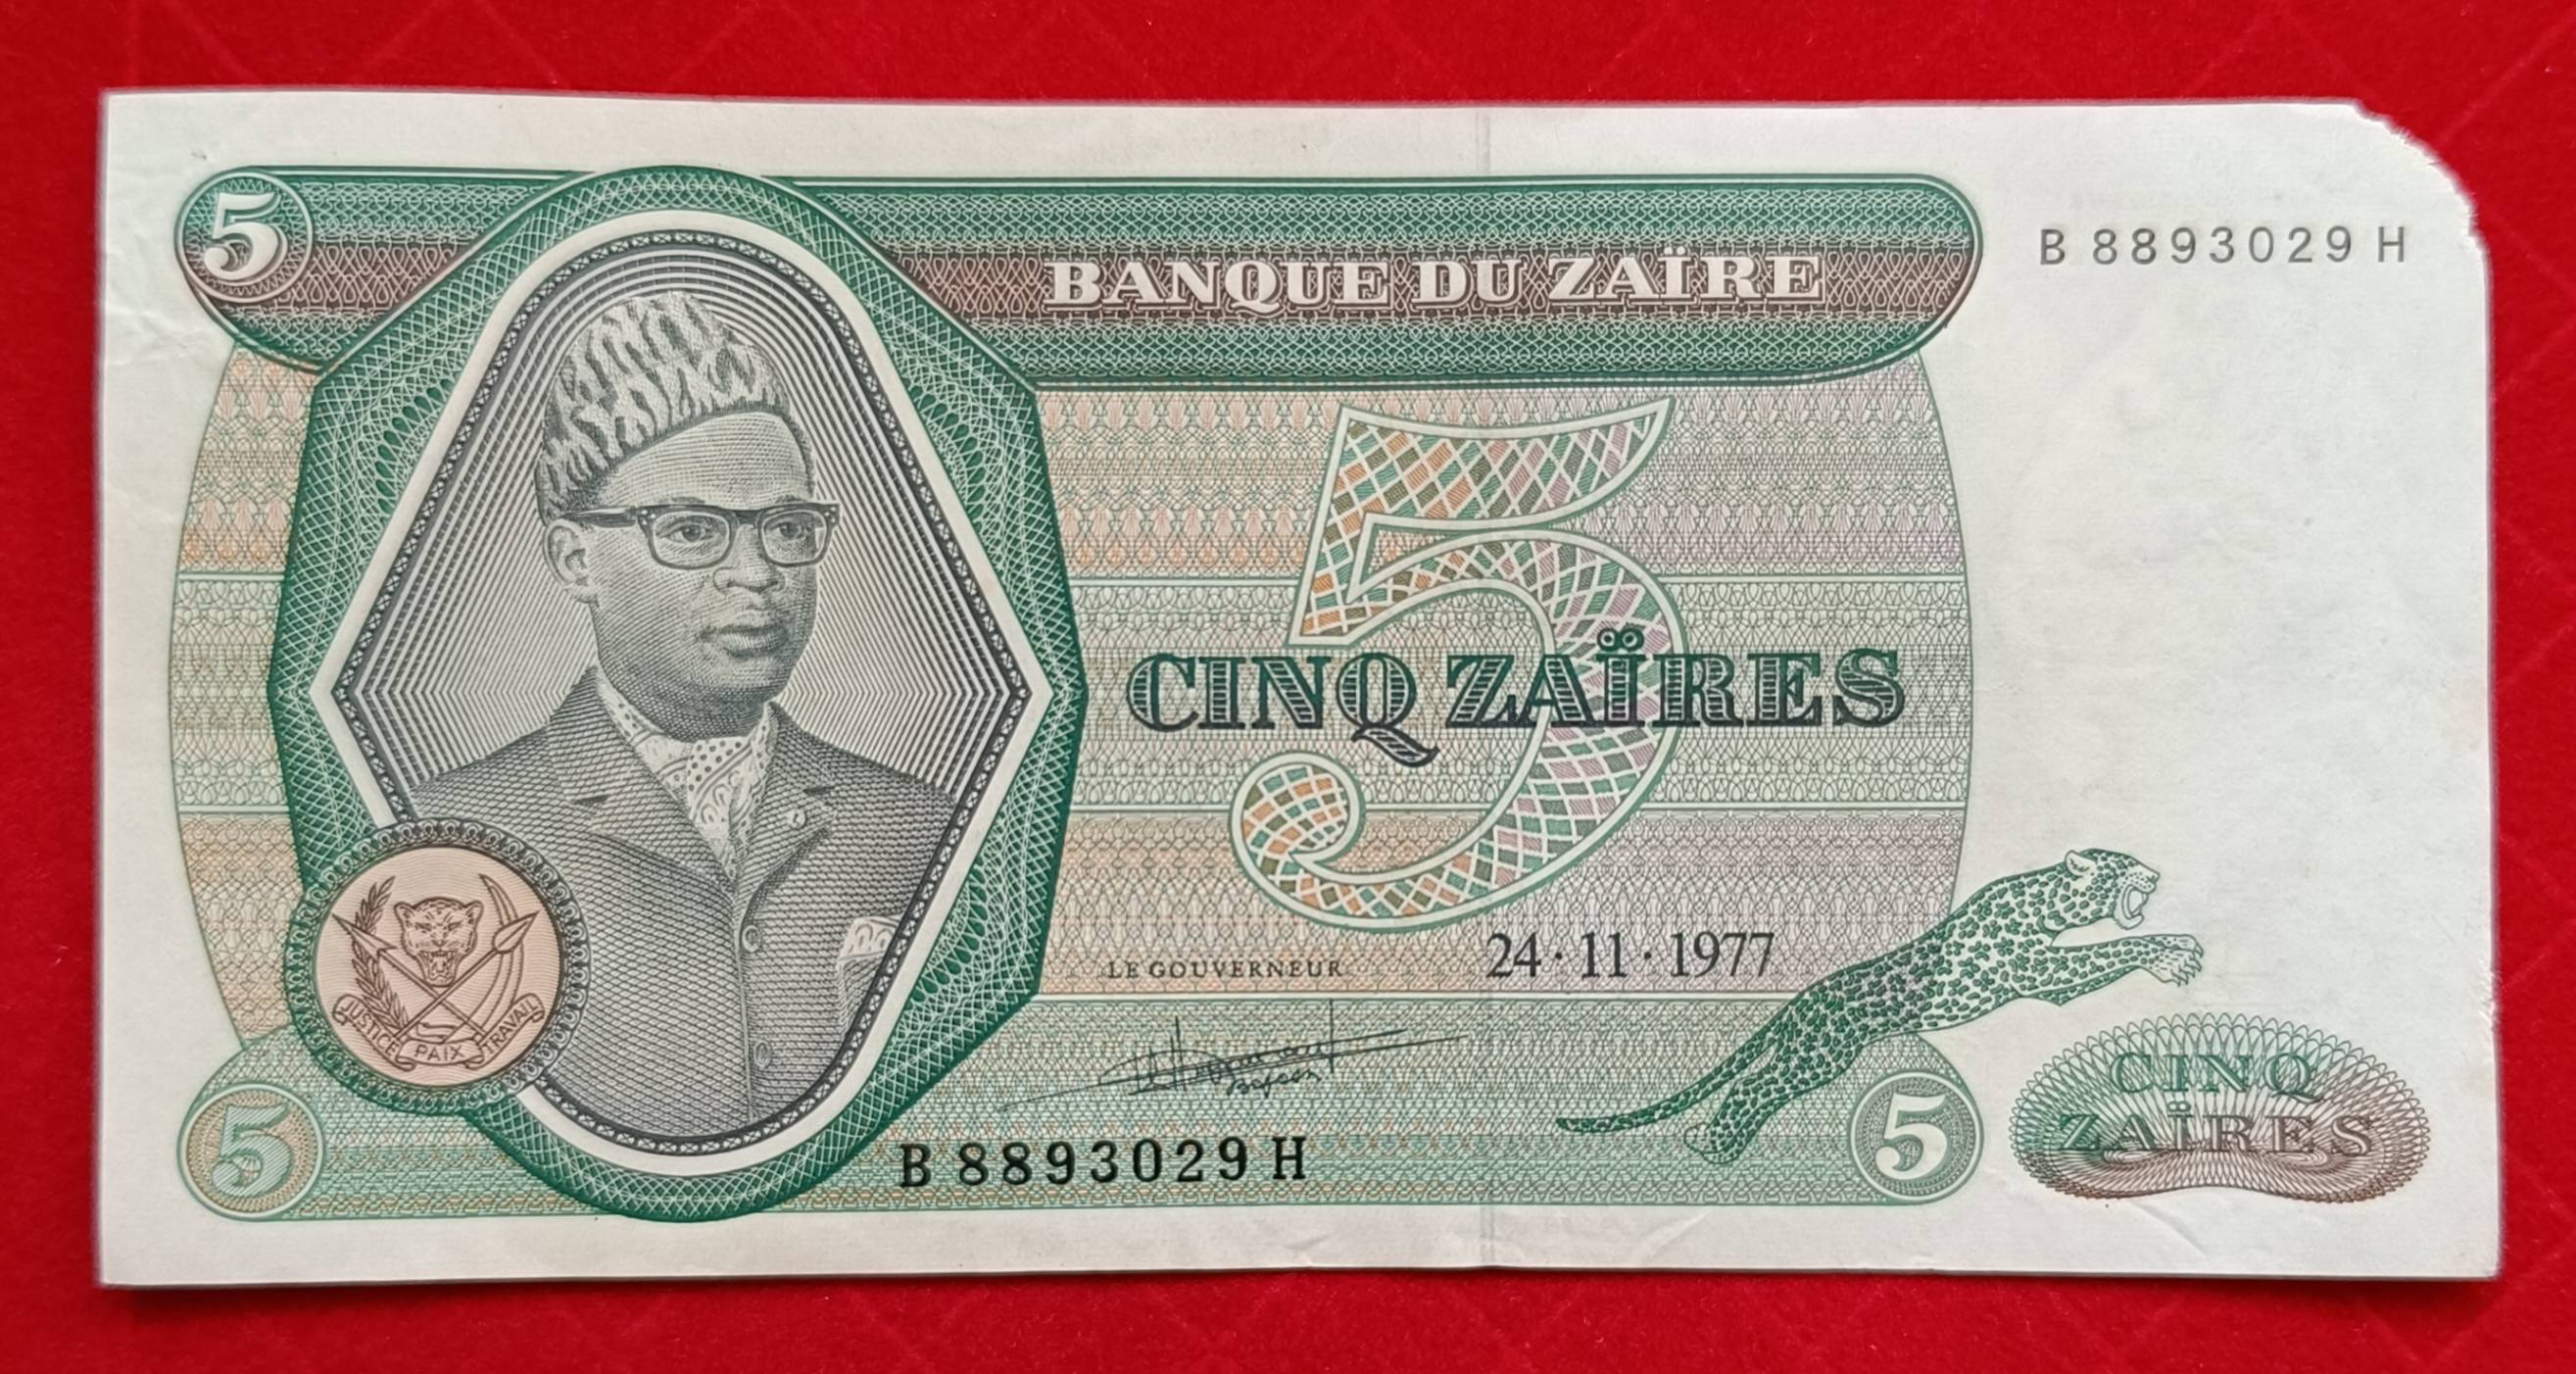 5
BANQUE DU ZAÏRE
B 8893029 H
5
CINQ ZAÏRES
LE GOUVERNEUR
24·11·1977
JUSTICE PAIX TRAVAIL
5
B 8893029 H
5
CINQ
ZAÏRES